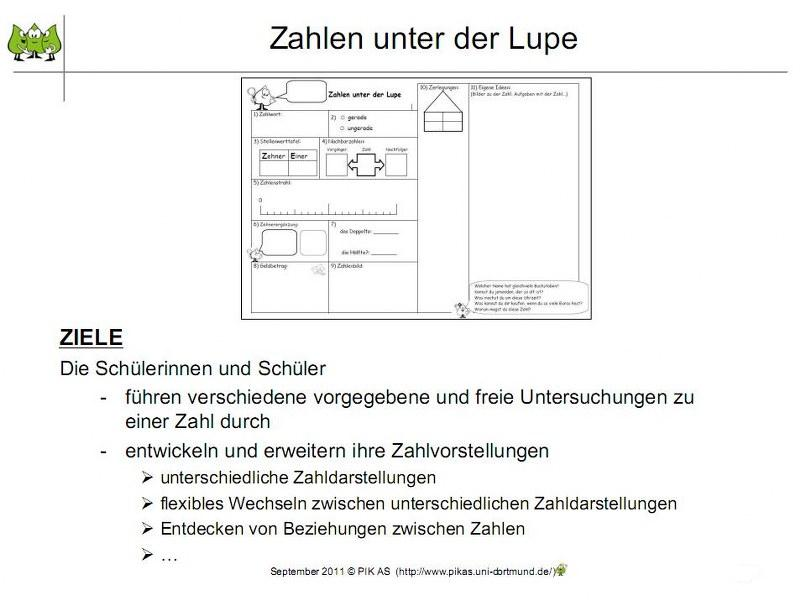 Zahlen unter der Lupe
Zahlen unter der Lupe
1) Zahlwort:
2) ○ gerade
○ ungerade
3) Stellenwerttafel:
Zehner Einer
4) Nachbarzahlen:
Vorgänger Zahl Nachfolger
5) Zahlenstrahl:
0
6) Zehnerergänzung:
7)
das Doppelte:
die Hälfte?:
8) Geldbetrag:
9) Zahlenbild:
10) Zerlegungen:
11) Eigene Ideen:
(Bilder zu der Zahl, Aufgaben mit der Zahl...)
Welcher Name hat gleichviele Buchstaben?
Kennst du jemanden, der so alt ist?
Was machst du um diese Uhrzeit?
Was kannst du dir kaufen, wenn du so viele Euros hast?
Warum magst du diese Zahl?
ZIELE
Die Schülerinnen und Schüler
- führen verschiedene vorgegebene und freie Untersuchungen zu
einer Zahl durch
- entwickeln und erweitern ihre Zahlvorstellungen
➢ unterschiedliche Zahldarstellungen
➢ flexibles Wechseln zwischen unterschiedlichen Zahldarstellungen
➢ Entdecken von Beziehungen zwischen Zahlen
➢ …
September 2011 © PIK AS (http://www.pikas.uni-dortmund.de/)